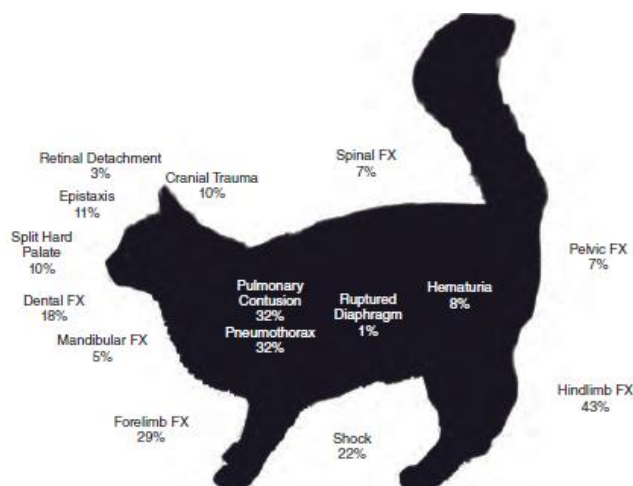 Spinal FX
7%
Retinal Detachment
3%
Cranial Trauma
10%
Epistaxis
11%
Split Hard
Palate
10%
Pelvic FX
7%
Pulmonary
Contusion
32%
Pneumothorax
32%
Ruptured
Diaphragm
1%
Hematuria
8%
Dental FX
18%
Mandibular FX
5%
Hindlimb FX
43%
Forelimb FX
29%
Shock
22%